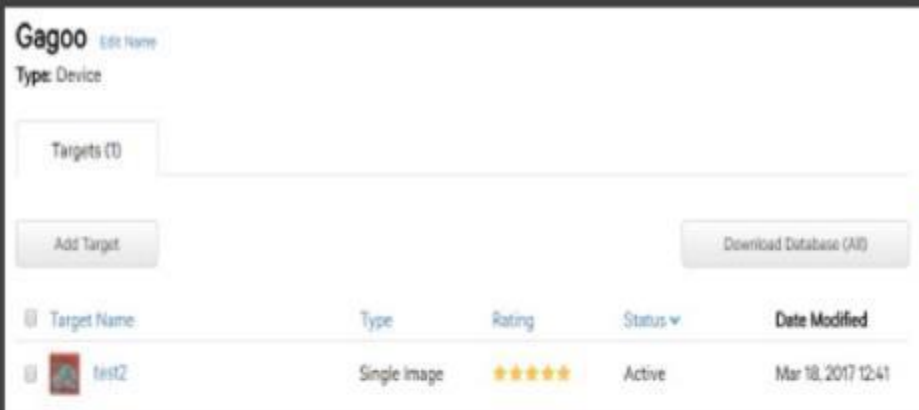 Gagoo Edit Name
Type: Device
Targets (1)
Add Target Download Database (All)
Target Name Type Rating Status Date Modified
test2 Single Image Active Mar 18, 2017 12:41